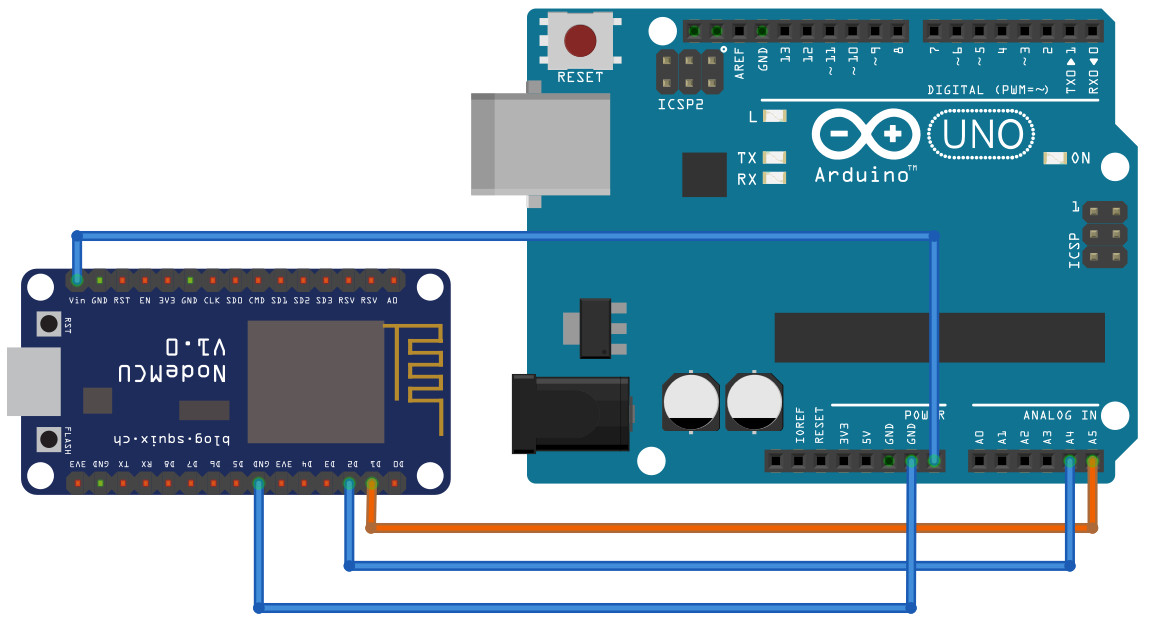 RESET
ICSP2
AREF
GND
13
12
~11
~10
~9
8
7
~6
~5
4
~3
2
TX0 ▶ 1
RX0 ◀ 0
DIGITAL (PWM=~)
L
TX
RX
Arduino™
UNO
ON
1
ICSP
Vin GND RST EN 3V3 GND CLK SD0 CMD SD1 SD2 SD3 RSV RSV A0
RST
NodeMCU
V1.0
FLASH
blog.squix.ch
3V3 GND TX RX D8 D7 D6 D5 GND 3V3 D4 D3 D2 D1 D0
POWER
ANALOG IN
IOREF
RESET
3V3
5V
GND
GND
A0
A1
A2
A3
A4
A5